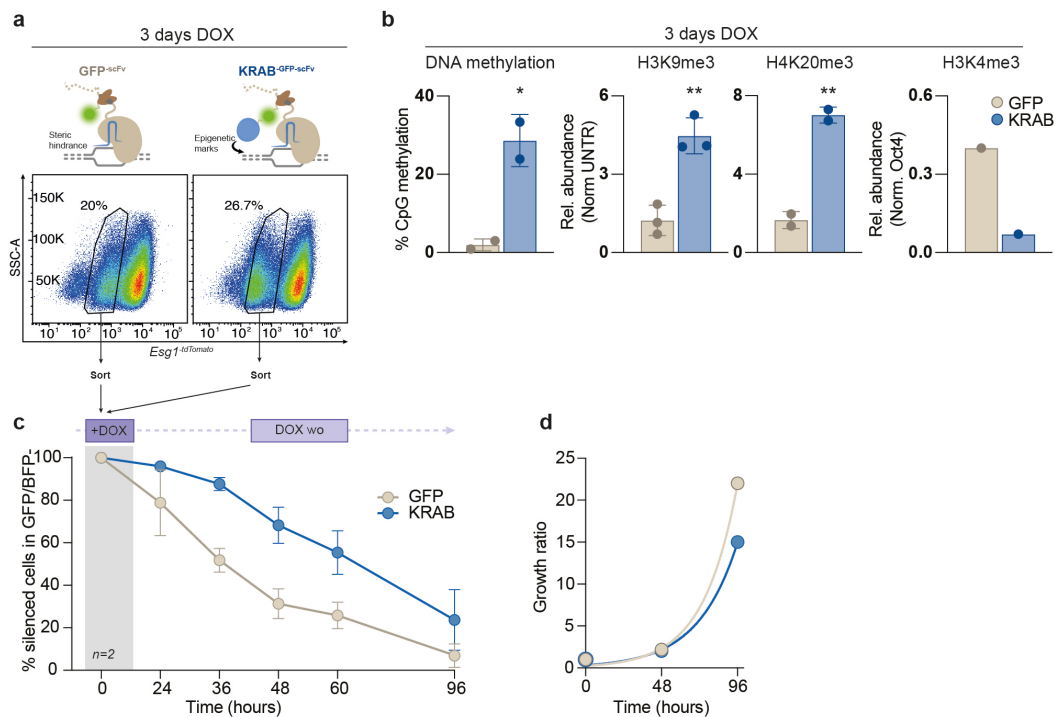 a
3 days DOX
GFP-scFv
KRAB-GFP-scFv
Steric
hindrance
Epigenetic
marks
150K
100K
50K
SSC-A
20%
26.7%
10¹ 10² 10³ 10⁴ 10⁵
10¹ 10² 10³ 10⁴ 10⁵
Esg1-tdTomato
Sort
Sort
b
3 days DOX
DNA methylation
% CpG methylation
40
20
0
*
H3K9me3
Rel. abundance
(Norm UNTR)
6
3
0
**
H4K20me3
8
4
0
**
H3K4me3
Rel. abundance
(Norm. Oct4)
0.6
0.3
0.0
GFP
KRAB
c
+DOX
DOX wo
% silenced cells in GFP/BFP-
100
80
60
40
20
0
n=2
GFP
KRAB
0 24 36 48 60 96
Time (hours)
d
Growth ratio
25
20
15
10
5
0
0 48 96
Time (hours)